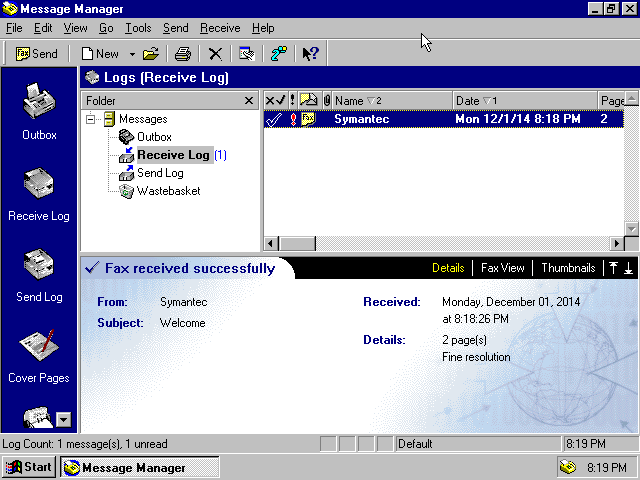 Message Manager
File Edit View Go Tools Send Receive Help
Fax Send New
Logs (Receive Log)
Outbox
Receive Log
Send Log
Cover Pages
Folder
Messages
Outbox
Receive Log (1)
Send Log
Wastebasket
Name 2 Date 1 Page
Fax Symantec Mon 12/1/14 8:18 PM 2
Fax received successfully
Details Fax View Thumbnails
From: Symantec
Subject: Welcome
Received: Monday, December 01, 2014
at 8:18:26 PM
Details: 2 page(s)
Fine resolution
Log Count: 1 message(s), 1 unread Default 8:19 PM
Start Message Manager 8:19 PM